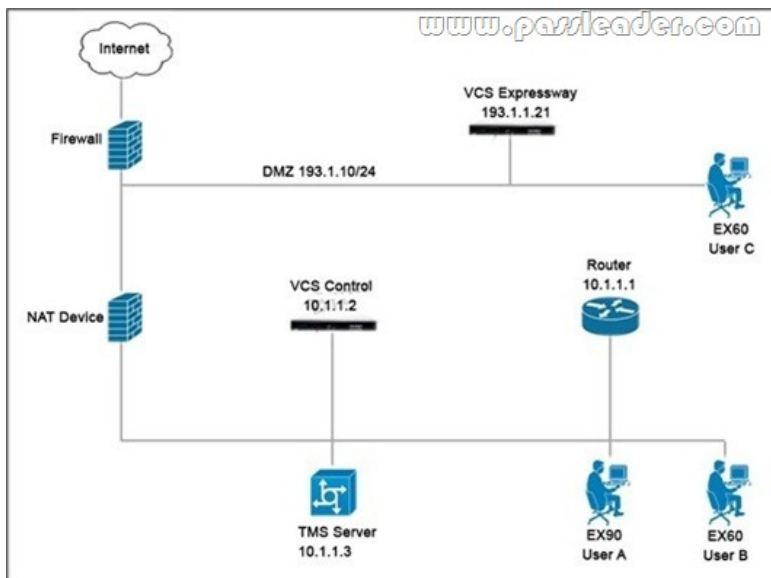 www.passleader.com
Internet
VCS Expressway
193.1.1.21
Firewall
DMZ 193.1.10/24
EX60
User C
Router
10.1.1.1
VCS Control
10.1.1.2
NAT Device
TMS Server
10.1.1.3
EX90
User A
EX60
User B